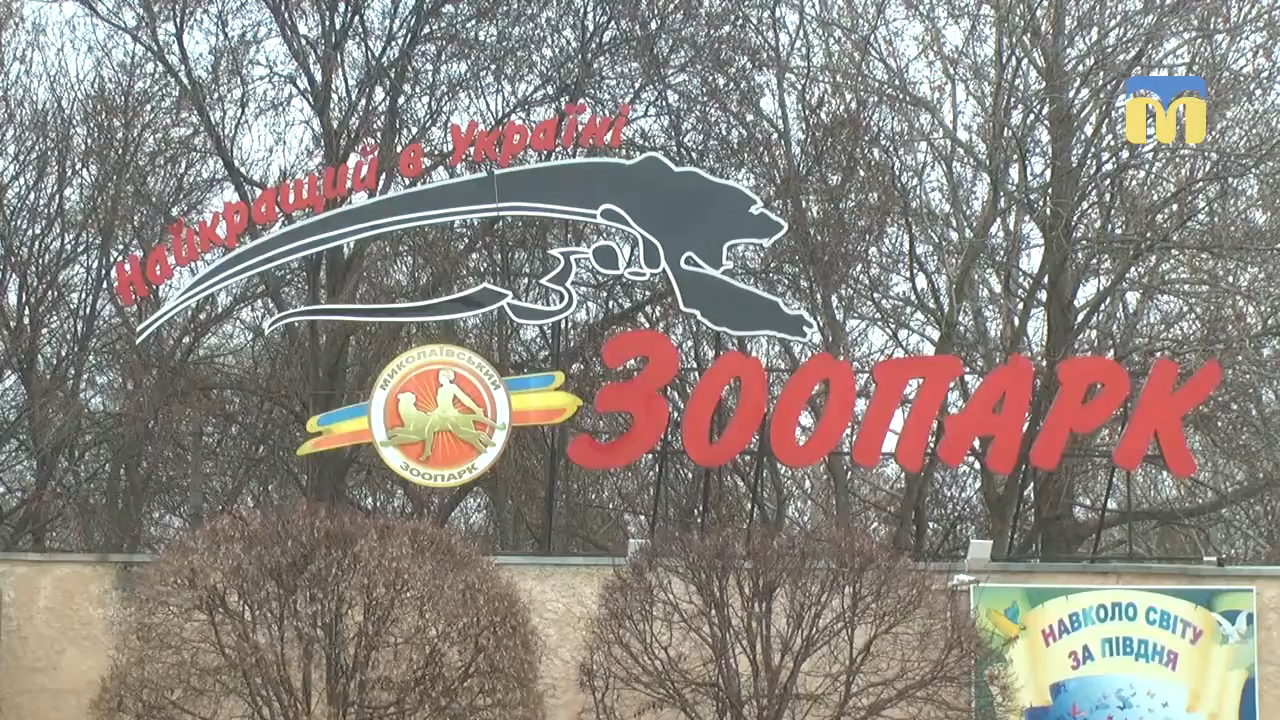 Найкращий в Україні
МИКОЛАЇВСЬКИЙ
ЗООПАРК
ЗООПАРК
НАВКОЛО СВІТУ
ЗА ПІВДНЯ
М